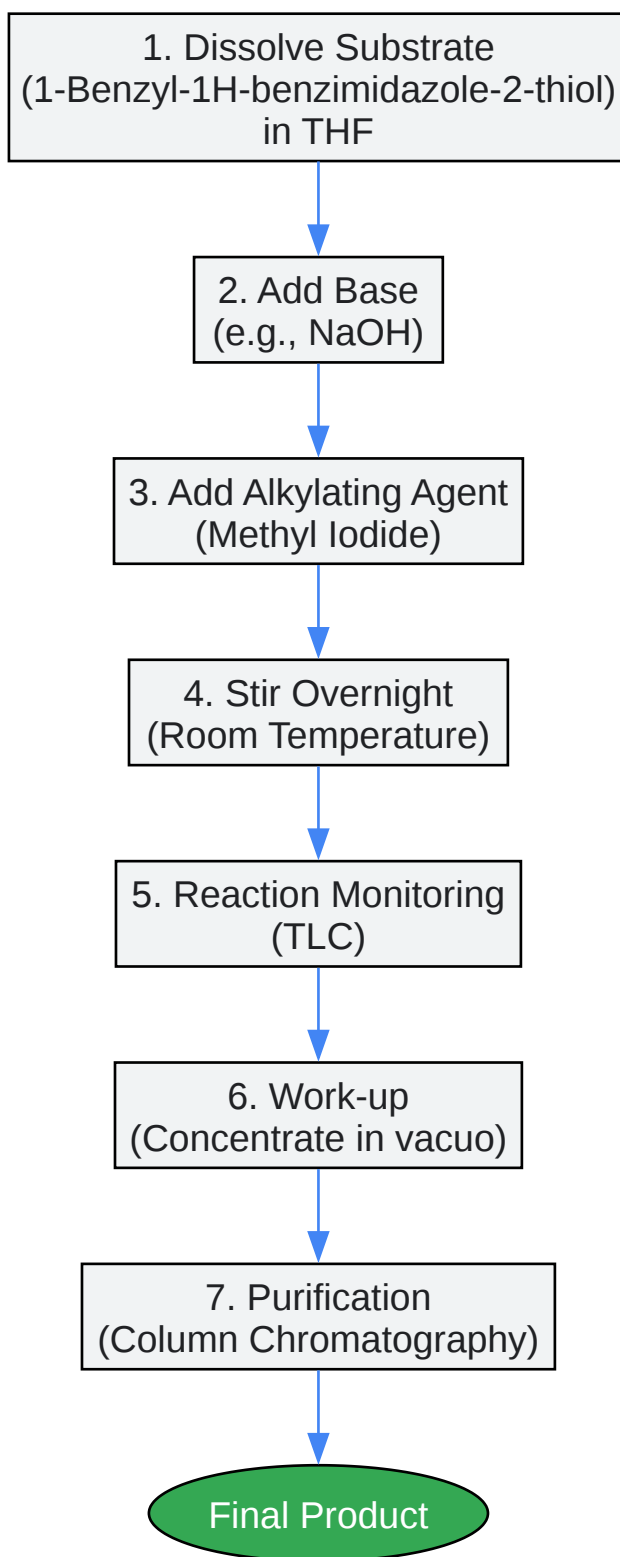 1. Dissolve Substrate
(1-Benzyl-1H-benzimidazole-2-thiol)
in THF
2. Add Base
(e.g., NaOH)
3. Add Alkylating Agent
(Methyl Iodide)
4. Stir Overnight
(Room Temperature)
5. Reaction Monitoring
(TLC)
6. Work-up
(Concentrate in vacuo)
7. Purification
(Column Chromatography)
Final Product